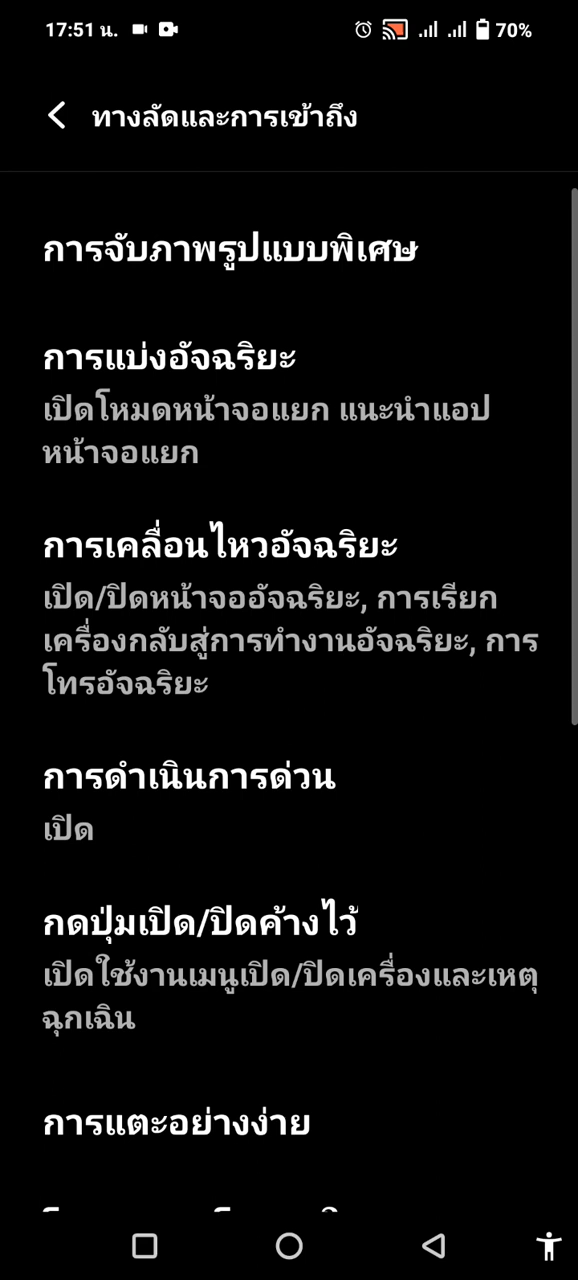 17:51 น.
70%
ทางลัดและการเข้าถึง
การจับภาพรูปแบบพิเศษ
การแบ่งอัจฉริยะ
เปิดโหมดหน้าจอแยก แนะนำแอป
หน้าจอแยก
การเคลื่อนไหวอัจฉริยะ
เปิด/ปิดหน้าจออัจฉริยะ, การเรียก
เครื่องกลับสู่การทำงานอัจฉริยะ, การ
โทรอัจฉริยะ
การดำเนินการด่วน
เปิด
กดปุ่มเปิด/ปิดค้างไว้
เปิดใช้งานเมนูเปิด/ปิดเครื่องและเหตุ
ฉุกเฉิน
การแตะอย่างง่าย